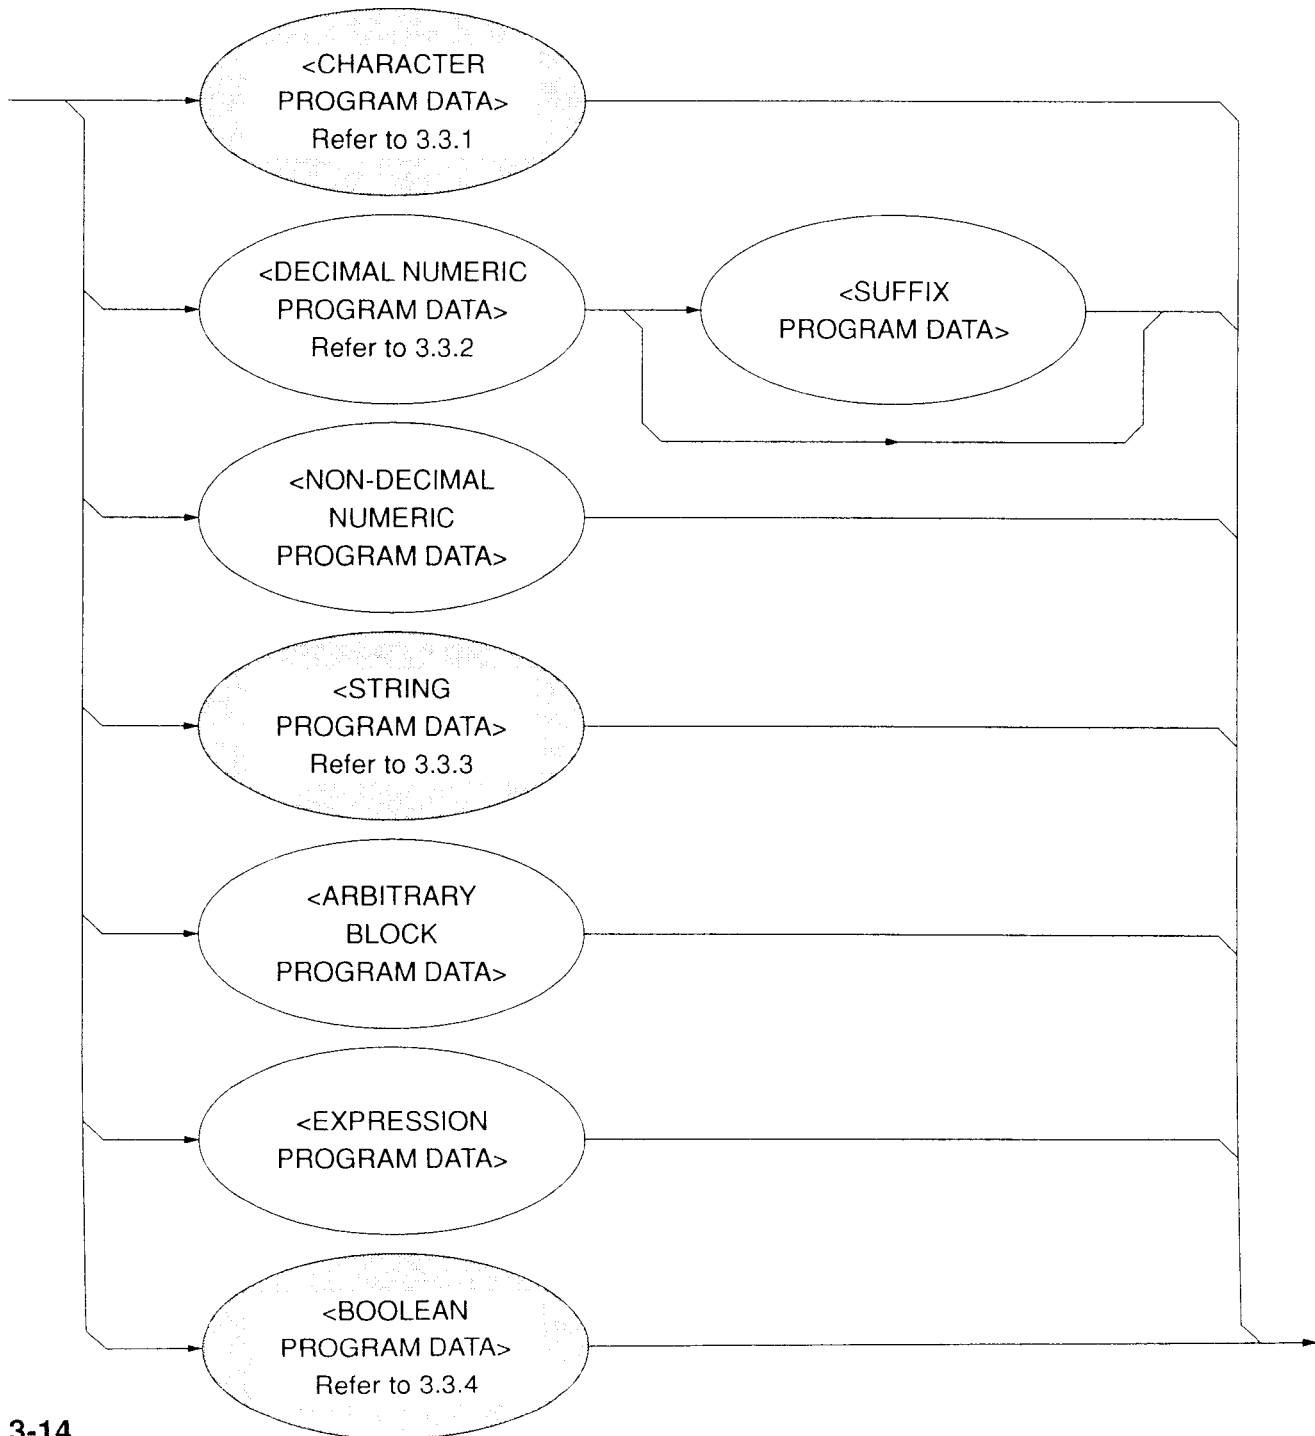 <CHARACTER
PROGRAM DATA>
Refer to 3.3.1
<DECIMAL NUMERIC
PROGRAM DATA>
Refer to 3.3.2
<SUFFIX
PROGRAM DATA>
<NON-DECIMAL
NUMERIC
PROGRAM DATA>
<STRING
PROGRAM DATA>
Refer to 3.3.3
<ARBITRARY
BLOCK
PROGRAM DATA>
<EXPRESSION
PROGRAM DATA>
<BOOLEAN
PROGRAM DATA>
Refer to 3.3.4
3-14